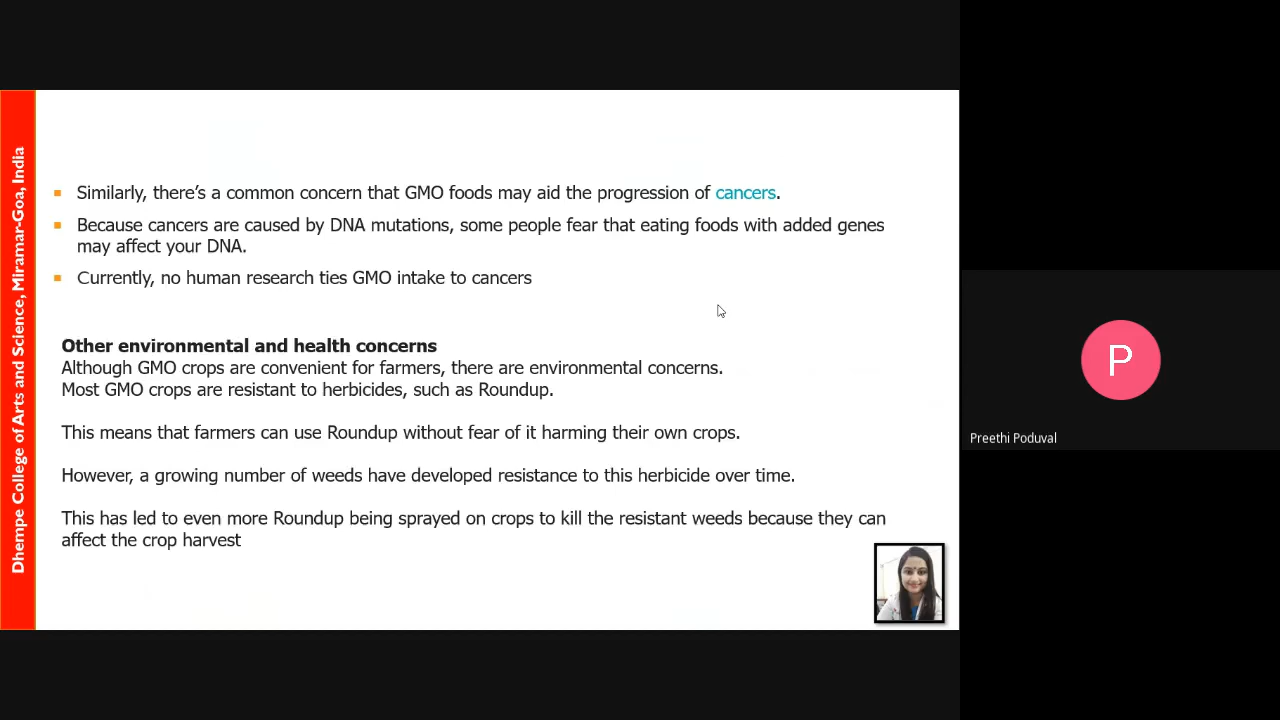 Dhempe College of Arts and Science, Miramar-Goa, India
Similarly, there’s a common concern that GMO foods may aid the progression of cancers.
Because cancers are caused by DNA mutations, some people fear that eating foods with added genes
may affect your DNA.
Currently, no human research ties GMO intake to cancers
Other environmental and health concerns
Although GMO crops are convenient for farmers, there are environmental concerns.
Most GMO crops are resistant to herbicides, such as Roundup.
This means that farmers can use Roundup without fear of it harming their own crops.
However, a growing number of weeds have developed resistance to this herbicide over time.
This has led to even more Roundup being sprayed on crops to kill the resistant weeds because they can
affect the crop harvest
P
Preethi Poduval